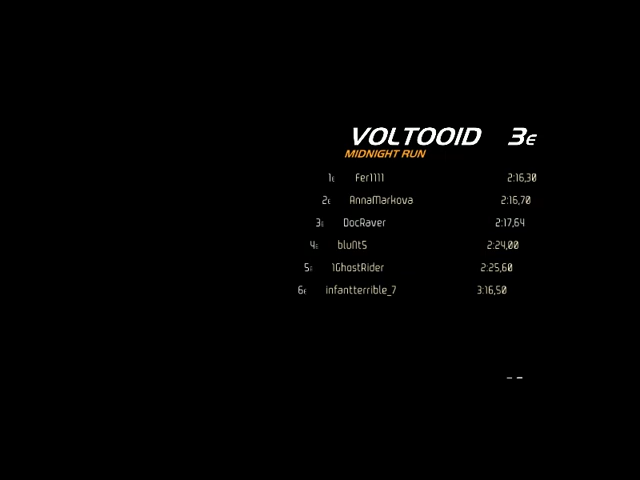 VOLTOOID 3e
MIDNIGHT RUN
1e Fer1111 2:16,30
2e AnnaMarkova 2:16,70
3e DocRaver 2:17,64
4e bluNtS 2:24,00
5e 1GhostRider 2:25,60
6e infantterrible_7 3:16,50
– –